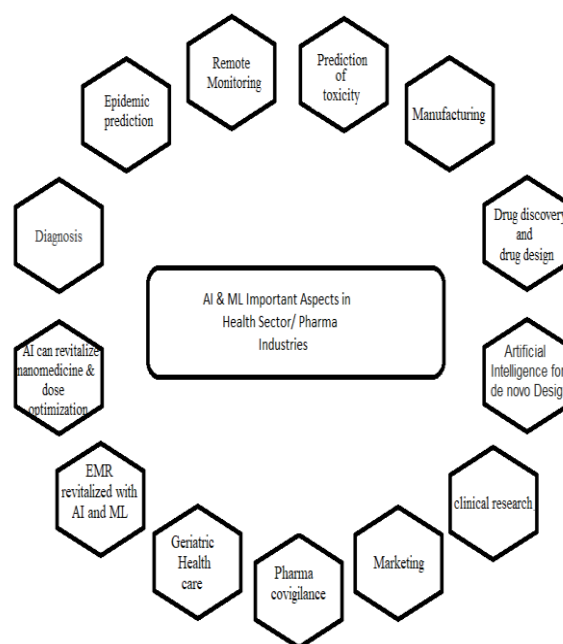 Remote
Monitoring
Prediction
of
toxicity
Epidemic
prediction
Manufacturing
Diagnosis
Drug discovery
and
drug design
AI & ML Important Aspects in
Health Sector/ Pharma
Industries
AI can revitalize
nanomedicine &
dose
optimization
Artificial
Intelligence for
de novo Design
EMR
revitalized with
AI and ML
clinical research
Geriatric
Health
care
Pharma
covigilance
Marketing